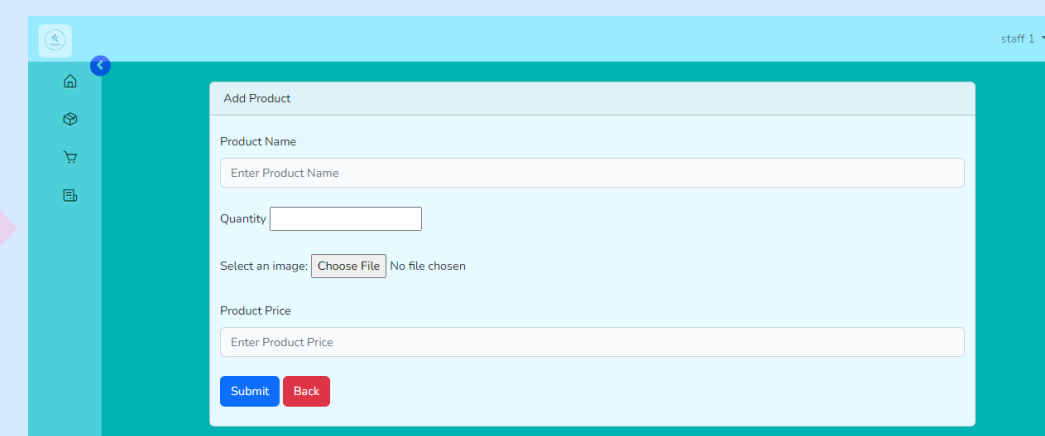 staff 1
Add Product
Product Name
Enter Product Name
Quantity
Select an image: Choose File No file chosen
Product Price
Enter Product Price
Submit Back